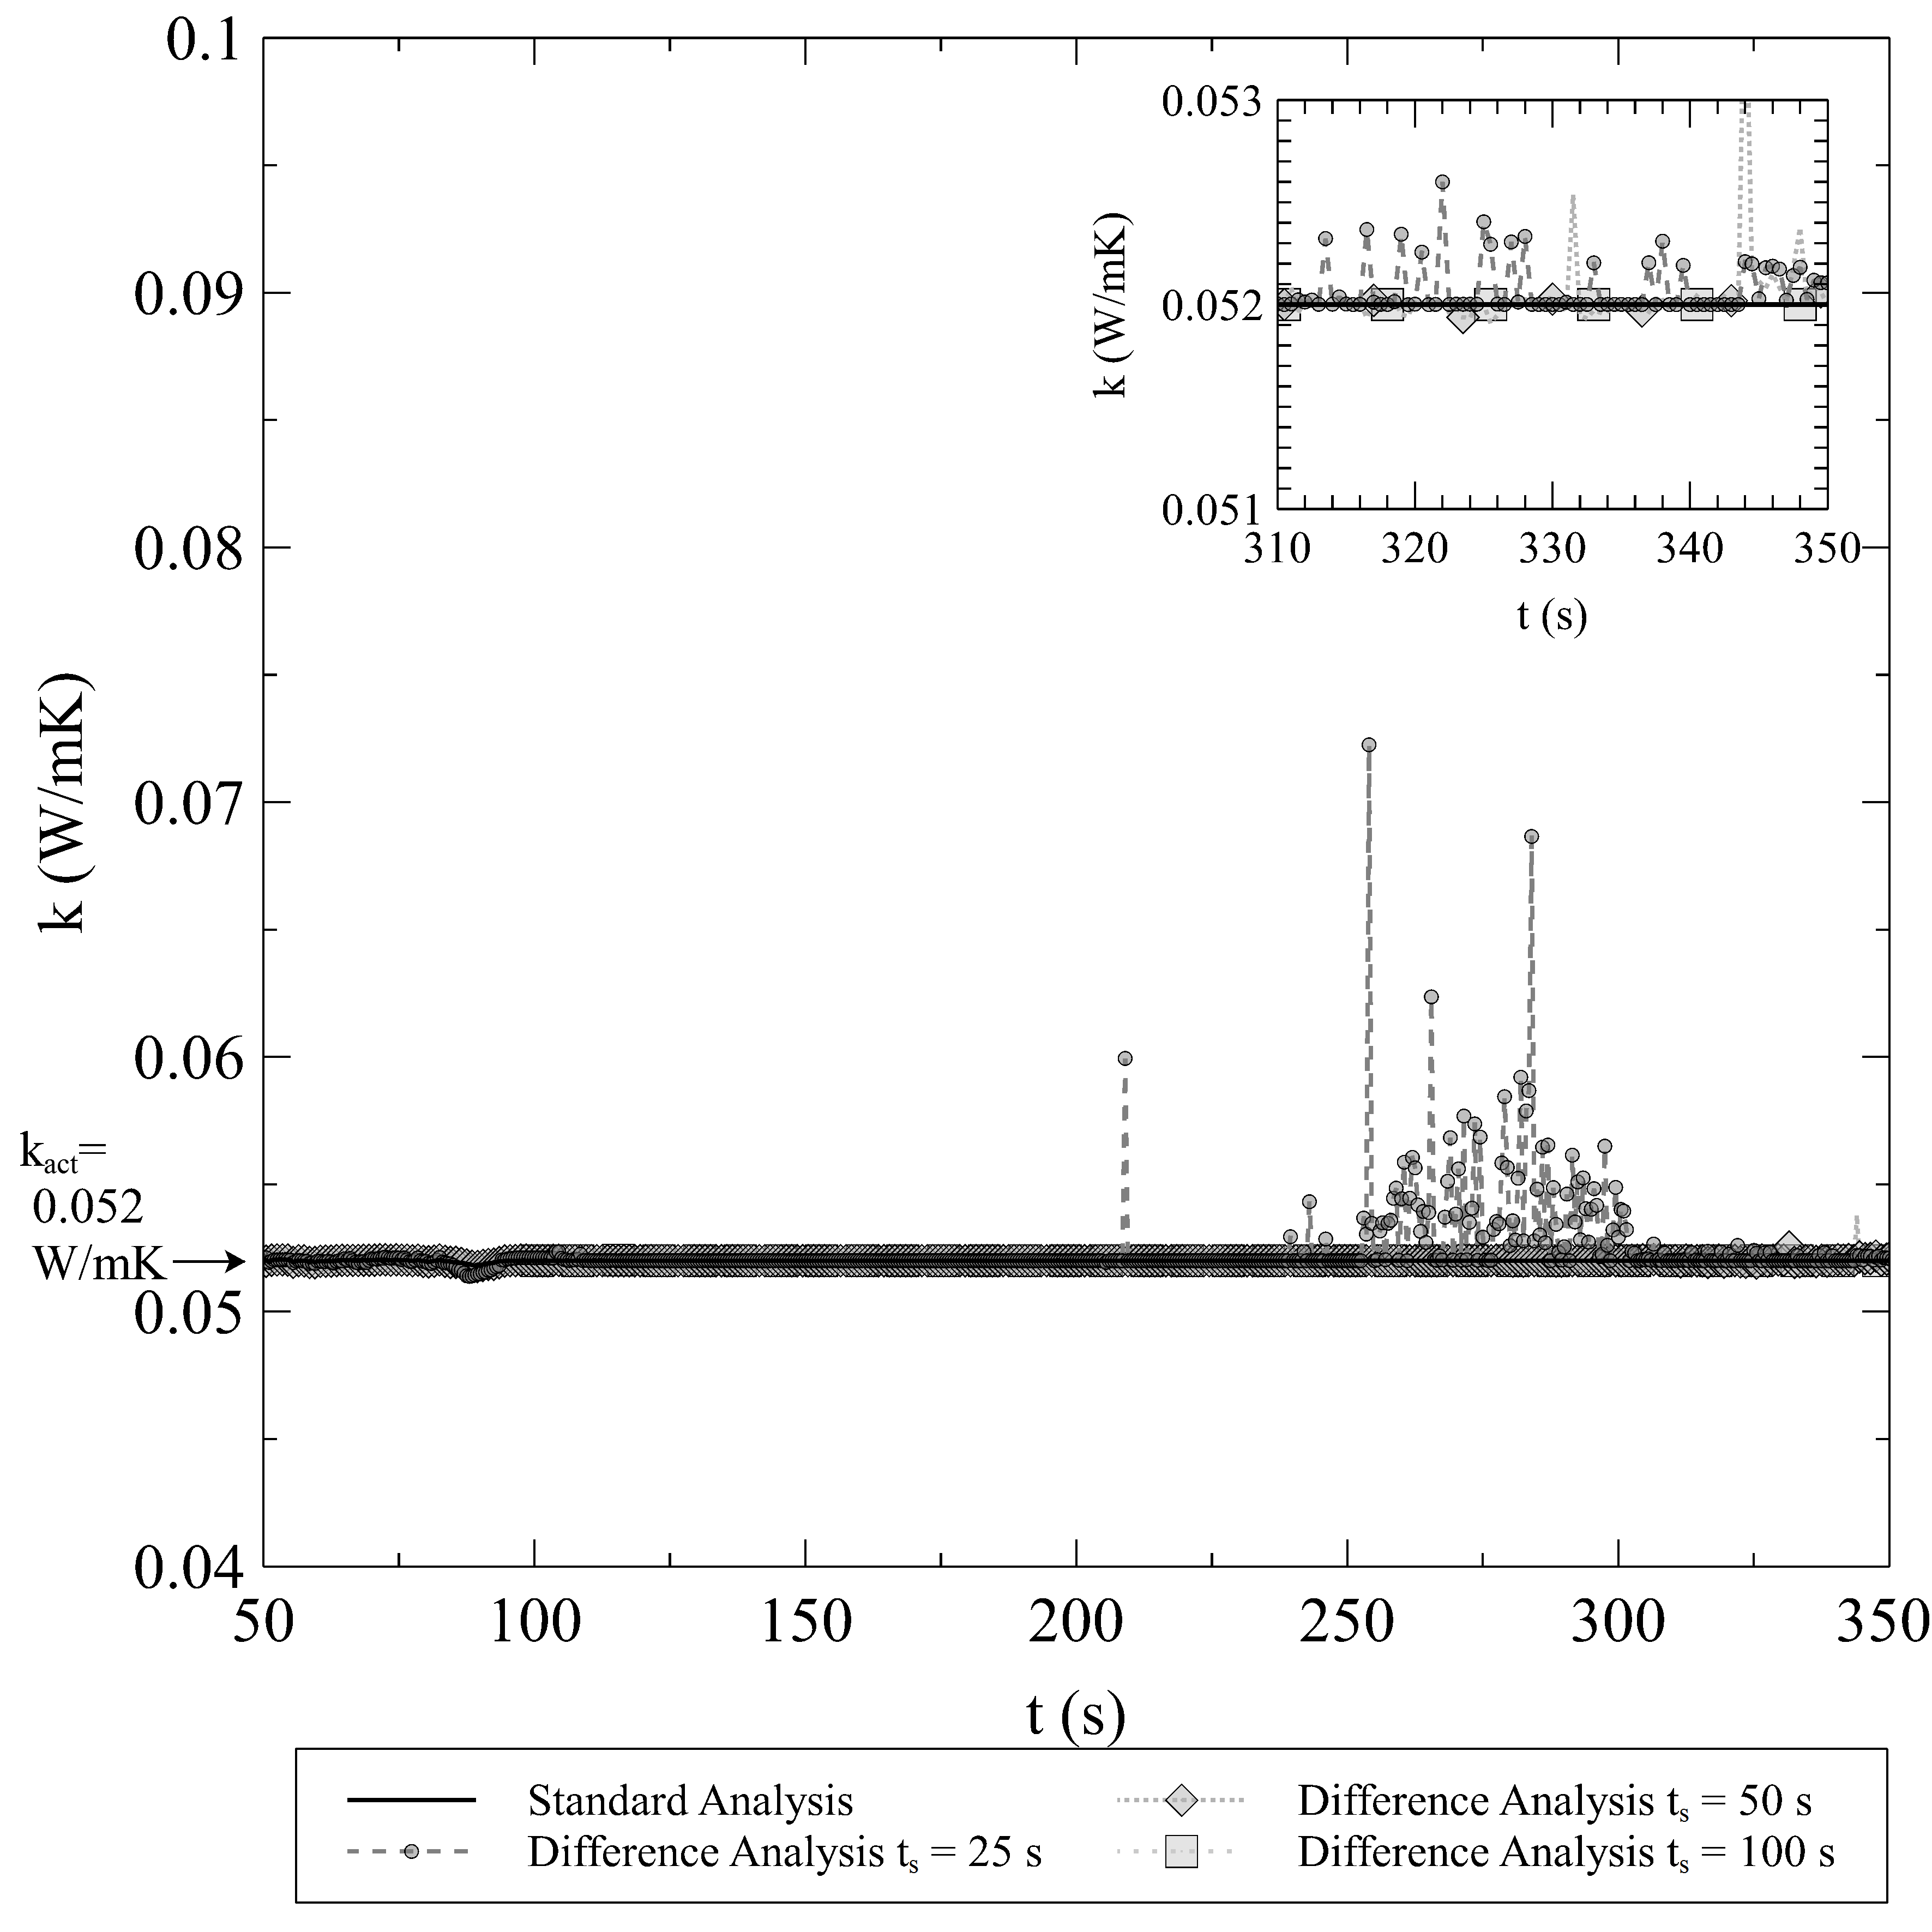 0.1
0.09
0.08
0.07
0.06
0.05
0.04
k (W/mK)
k_act=
0.052
W/mK
50 100 150 200 250 300 350
t (s)
0.053
0.052
0.051
k (W/mK)
310 320 330 340 350
t (s)
Standard Analysis
Difference Analysis t_s = 25 s
Difference Analysis t_s = 50 s
Difference Analysis t_s = 100 s